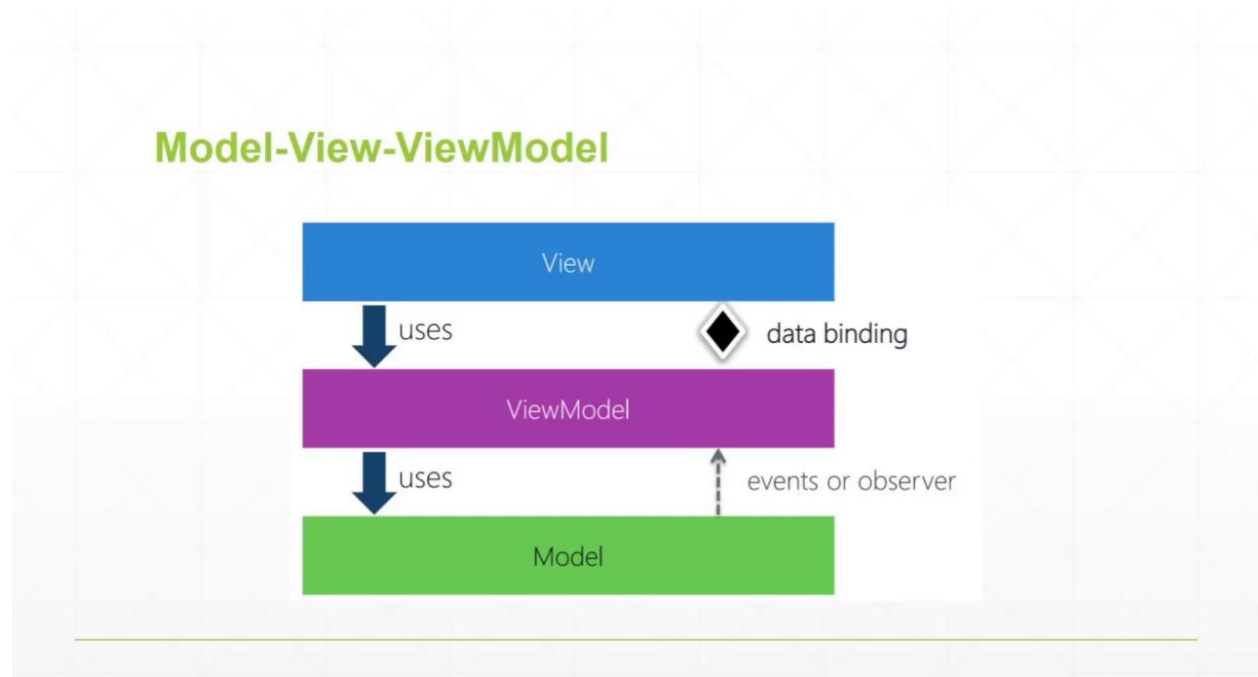 Model-View-ViewModel
View
uses
data binding
ViewModel
uses
events or observer
Model